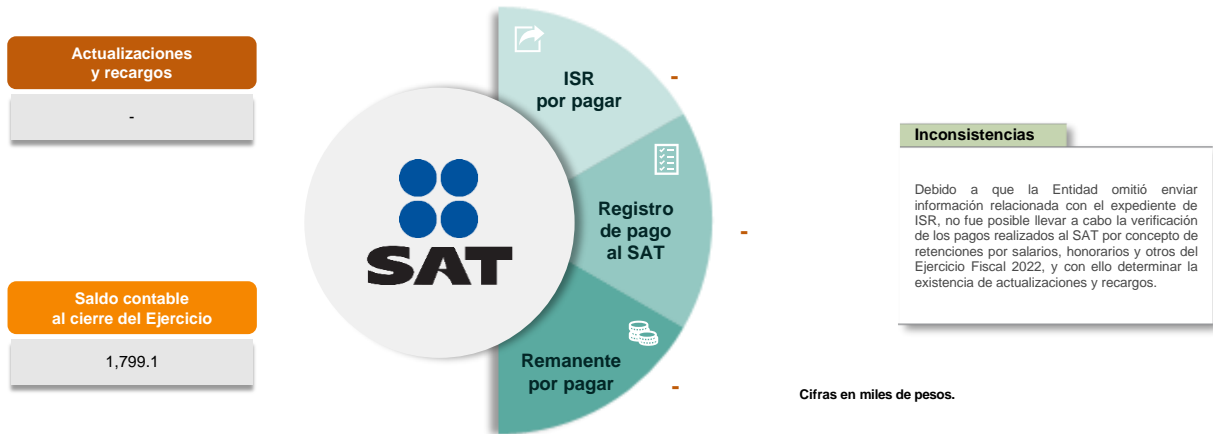 Actualizaciones
y recargos
-
Saldo contable
al cierre del Ejercicio
1,799.1
SAT
ISR
por pagar
-
Registro
de pago
al SAT
-
Remanente
por pagar
-
Inconsistencias
Debido a que la Entidad omitió enviar
información relacionada con el expediente de
ISR, no fue posible llevar a cabo la verificación
de los pagos realizados al SAT por concepto de
retenciones por salarios, honorarios y otros del
Ejercicio Fiscal 2022, y con ello determinar la
existencia de actualizaciones y recargos.
Cifras en miles de pesos.